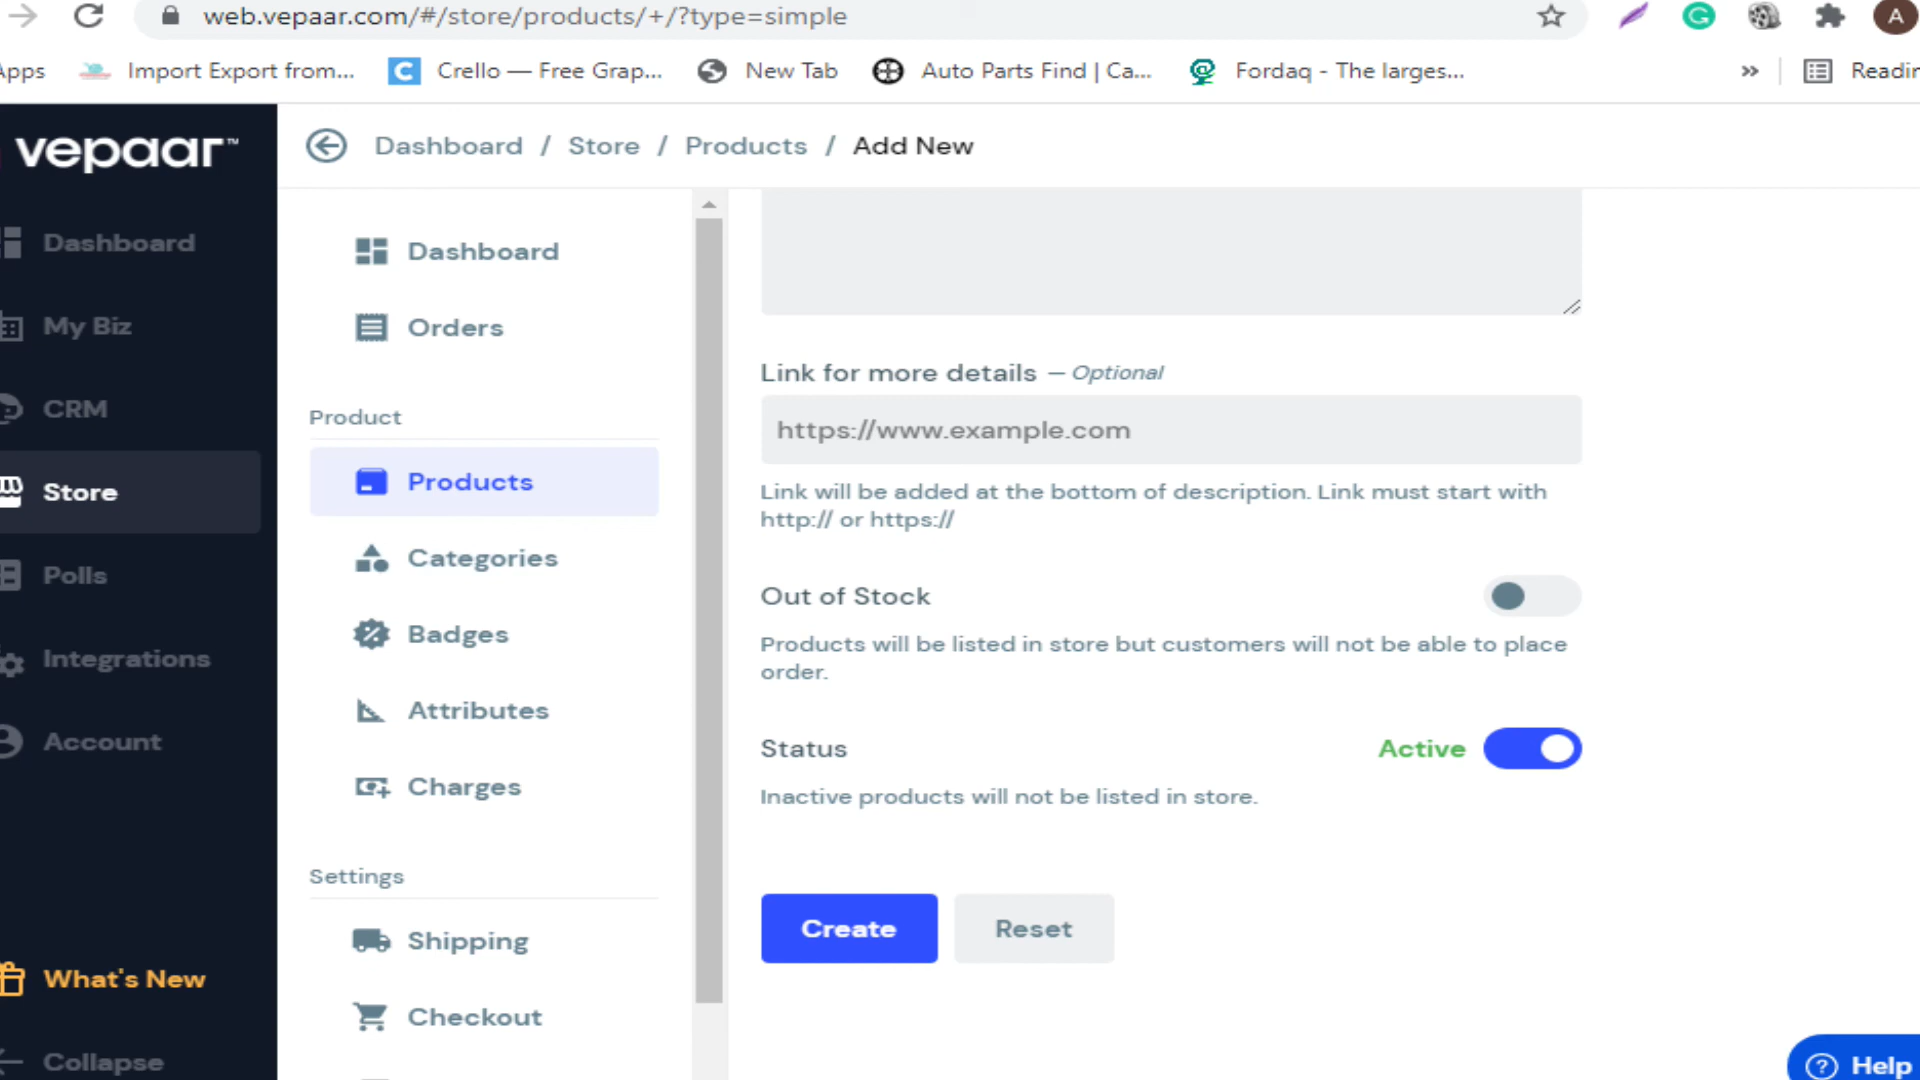 web.vepaar.com/#/store/products/+/?type=simple
A
Apps
Import Export from...
Crello — Free Grap...
New Tab
Auto Parts Find | Ca...
Fordaq - The larges...
»
Readin
vepaar™
Dashboard / Store / Products / Add New
Dashboard
My Biz
CRM
Store
Polls
Integrations
Account
What's New
Collapse
Dashboard
Orders
Product
Products
Categories
Badges
Attributes
Charges
Settings
Shipping
Checkout
Link for more details — Optional
https://www.example.com
Link will be added at the bottom of description. Link must start with
http:// or https://
Out of Stock
Products will be listed in store but customers will not be able to place
order.
Status
Active
Inactive products will not be listed in store.
Create
Reset
Help